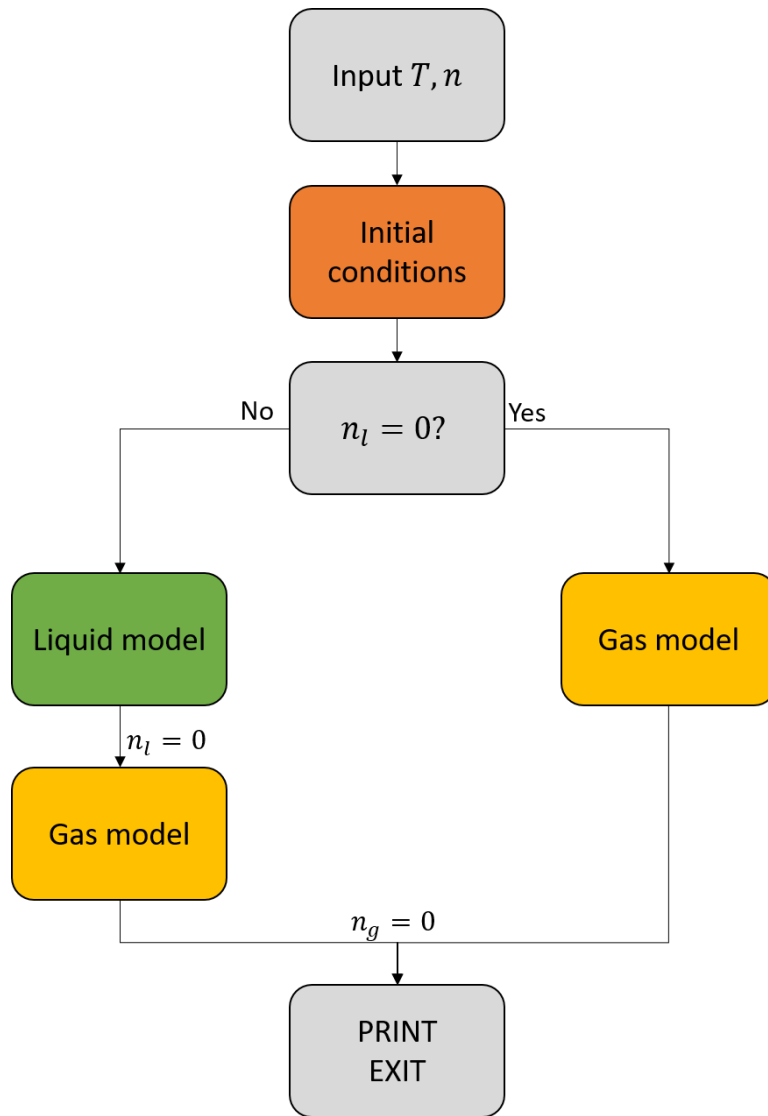 Input T, n
Initial
conditions
No
n_l = 0?
Yes
Liquid model
Gas model
n_l = 0
Gas model
n_g = 0
PRINT
EXIT